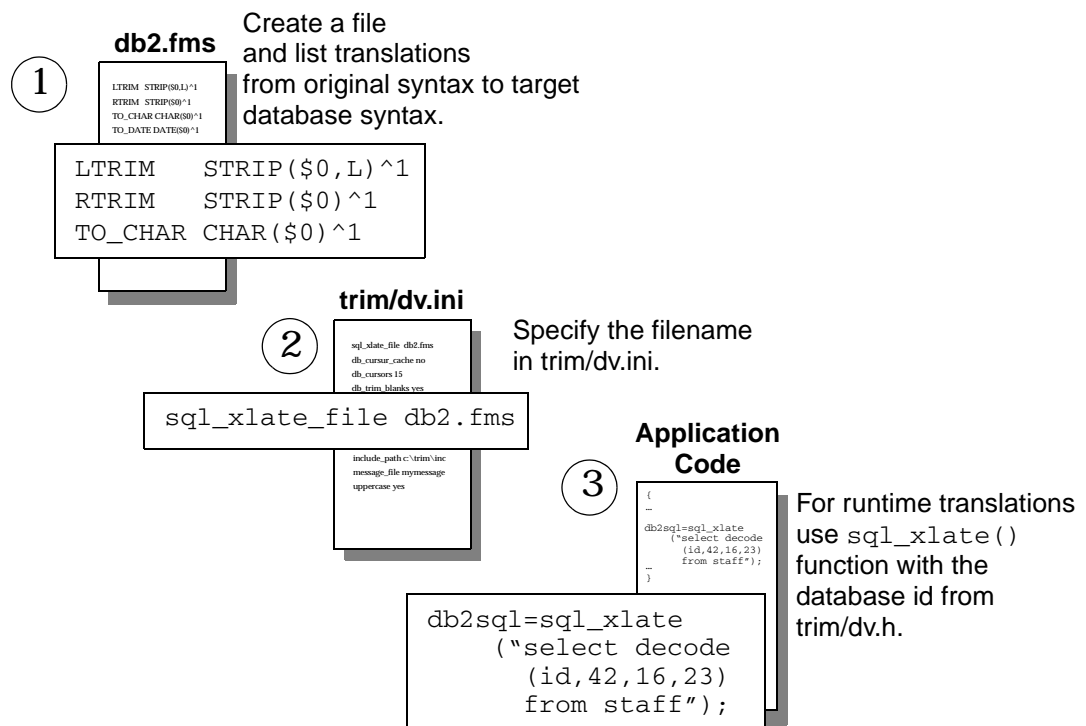 db2.fms
Create a file
and list translations
from original syntax to target
database syntax.
1
LTRIM STRIP($0,L)^1
RTRIM STRIP($0)^1
TO_CHAR CHAR($0)^1
TO_DATE DATE($0)^1
LTRIM STRIP($0,L)^1
RTRIM STRIP($0)^1
TO_CHAR CHAR($0)^1
trim/dv.ini
2
Specify the filename
in trim/dv.ini.
sql_xlate_file db2.fms
db_cursur_cache no
db_cursors 15
db_trim_blanks yes
sql_xlate_file db2.fms
include_path c:\trim\inc
message_file mymessage
uppercase yes
Application
Code
3
{
…
db2sql=sql_xlate
("select decode
(id,42,16,23)
from staff");
…
}
For runtime translations
use sql_xlate()
function with the
database id from
trim/dv.h.
db2sql=sql_xlate
("select decode
(id,42,16,23)
from staff");